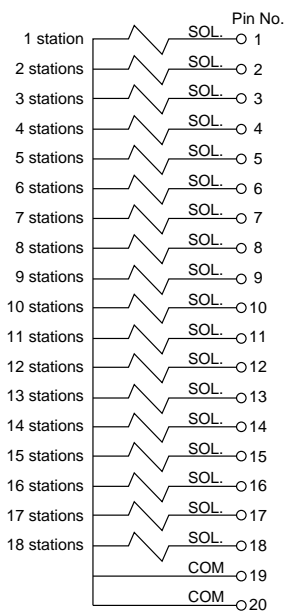 Pin No.
1 station SOL. 1
2 stations SOL. 2
3 stations SOL. 3
4 stations SOL. 4
5 stations SOL. 5
6 stations SOL. 6
7 stations SOL. 7
8 stations SOL. 8
9 stations SOL. 9
10 stations SOL. 10
11 stations SOL. 11
12 stations SOL. 12
13 stations SOL. 13
14 stations SOL. 14
15 stations SOL. 15
16 stations SOL. 16
17 stations SOL. 17
18 stations SOL. 18
COM 19
COM 20